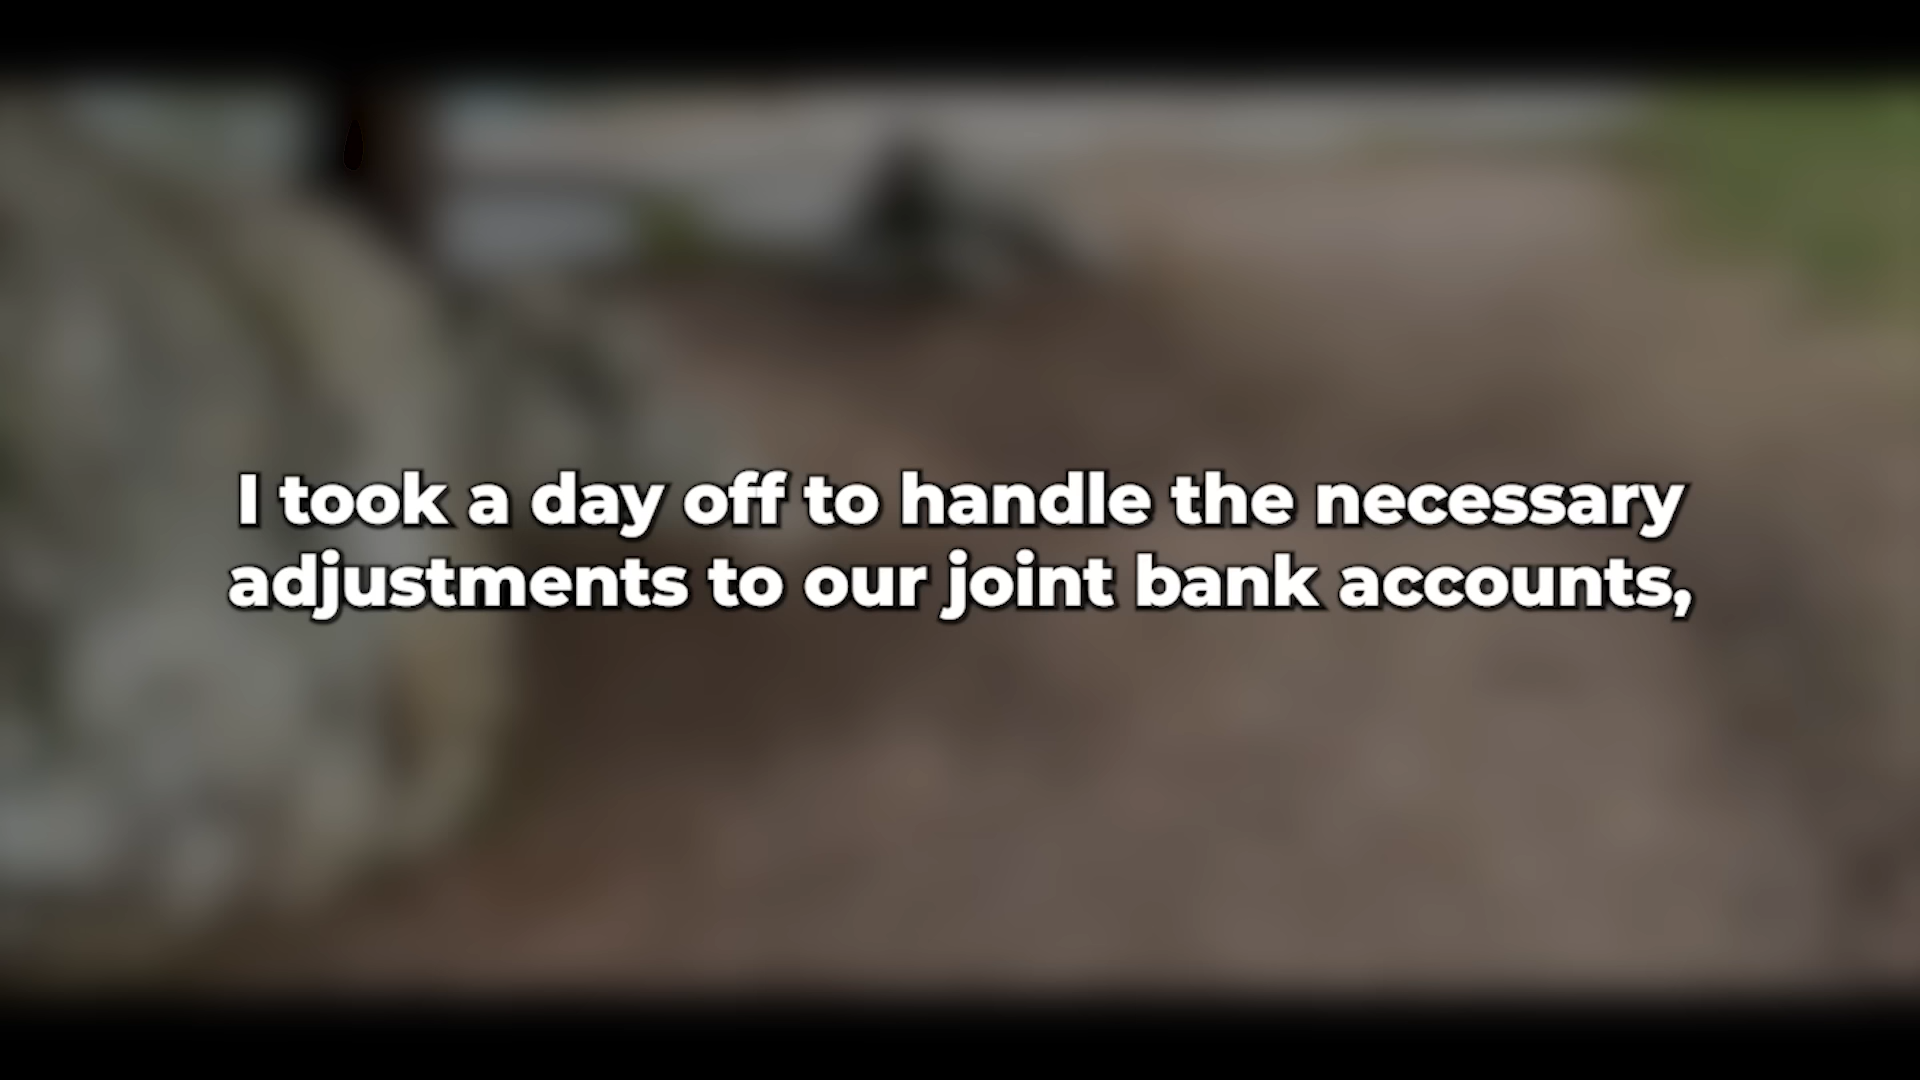 I took a day off to handle the necessary
adjustments to our joint bank accounts,